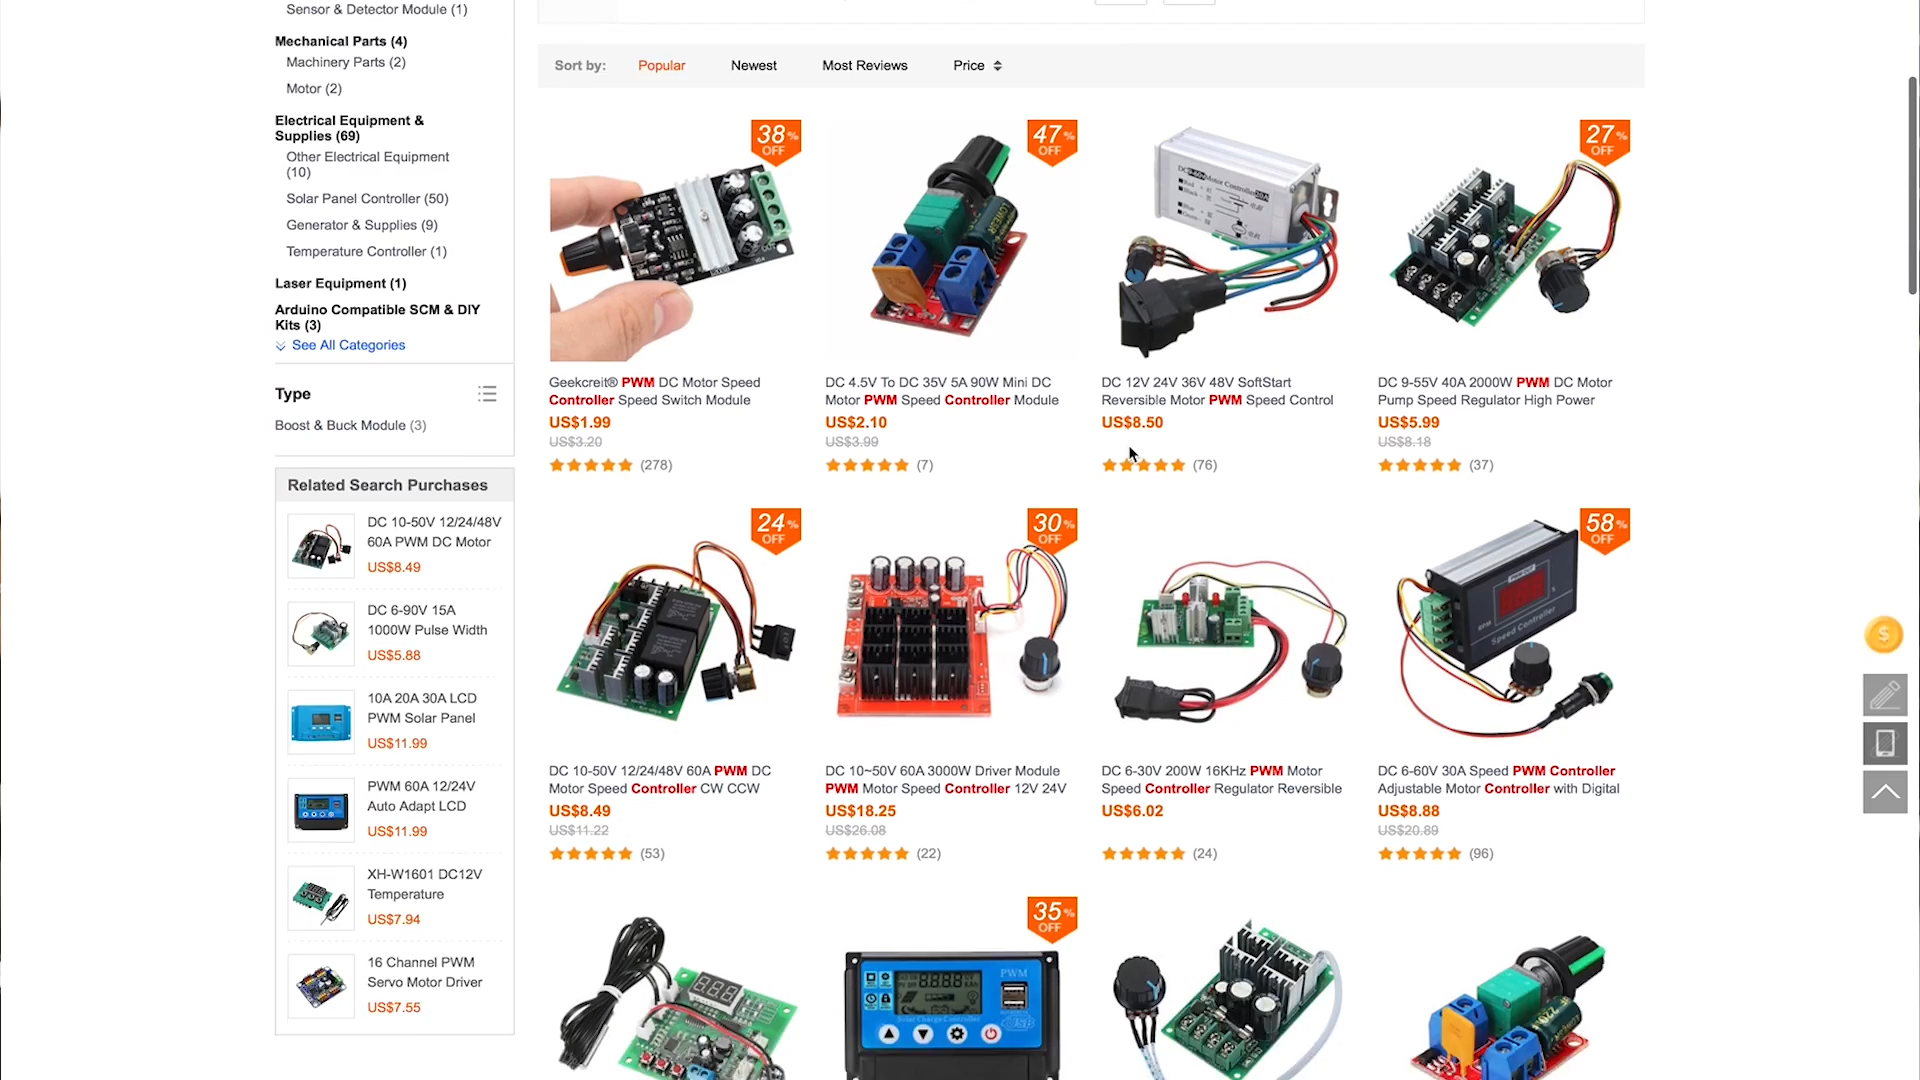 Sensor & Detector Module (1)
Mechanical Parts (4)
Machinery Parts (2)
Motor (2)
Electrical Equipment &
Supplies (69)
Other Electrical Equipment
(10)
Solar Panel Controller (50)
Generator & Supplies (9)
Temperature Controller (1)
Laser Equipment (1)
Arduino Compatible SCM & DIY
Kits (3)
See All Categories
Type
Boost & Buck Module (3)
Related Search Purchases
DC 10-50V 12/24/48V
60A PWM DC Motor
US$8.49
DC 6-90V 15A
1000W Pulse Width
US$5.88
10A 20A 30A LCD
PWM Solar Panel
US$11.99
PWM 60A 12/24V
Auto Adapt LCD
US$11.99
XH-W1601 DC12V
Temperature
US$7.94
16 Channel PWM
Servo Motor Driver
US$7.55
Sort by: Popular Newest Most Reviews Price
38% OFF
Geekcreit® PWM DC Motor Speed
Controller Speed Switch Module
US$1.99
US$3.20
(278)
47% OFF
DC 4.5V To DC 35V 5A 90W Mini DC
Motor PWM Speed Controller Module
US$2.10
US$3.99
(7)
DC 12V 24V 36V 48V SoftStart
Reversible Motor PWM Speed Control
US$8.50
(76)
27% OFF
DC 9-55V 40A 2000W PWM DC Motor
Pump Speed Regulator High Power
US$5.99
US$8.18
(37)
24% OFF
DC 10-50V 12/24/48V 60A PWM DC
Motor Speed Controller CW CCW
US$8.49
US$11.22
(53)
30% OFF
DC 10~50V 60A 3000W Driver Module
PWM Motor Speed Controller 12V 24V
US$18.25
US$26.08
(22)
DC 6-30V 200W 16KHz PWM Motor
Speed Controller Regulator Reversible
US$6.02
(24)
58% OFF
Speed Controller
DC 6-60V 30A Speed PWM Controller
Adjustable Motor Controller with Digital
US$8.88
US$20.89
(96)
35% OFF
PWM
Solar Charge Controller